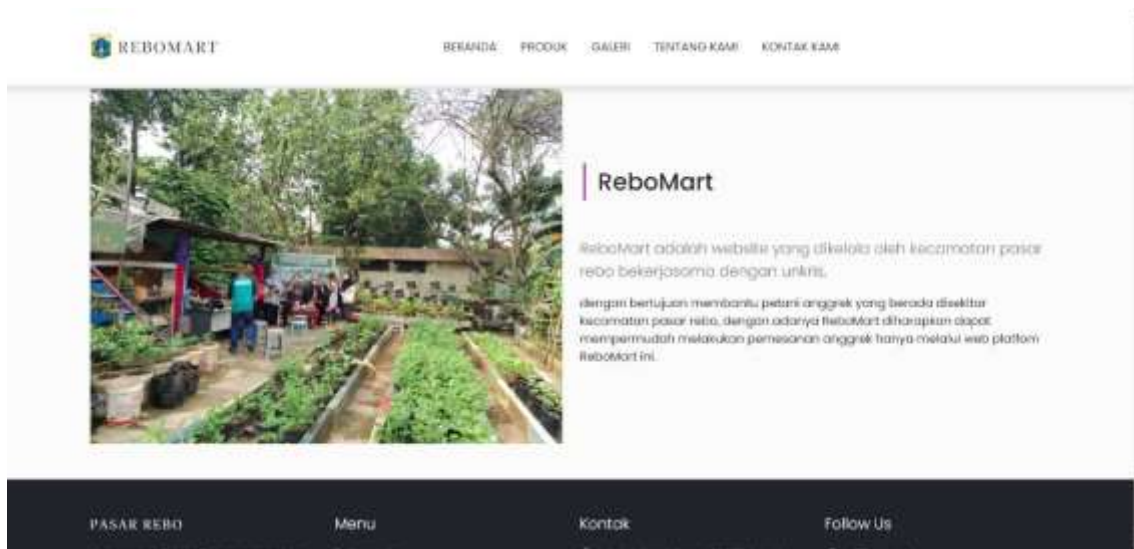 REBOMART
BERANDA PRODUK GALERI TENTANG KAMI KONTAK KAMI
ReboMart
ReboMart adalah website yang dikelola oleh kecamatan pasar
rebo bekerjasama dengan unkris,
dengan bertujuan membantu petani anggrek yang berada disekitar
kecamatan pasar rebo, dengan adanya ReboMart diharapkan dapat
mempermudah melakukan pemesanan anggrek hanya melalui web platfom
ReboMart ini.
PASAR REBO Menu Kontak Follow Us